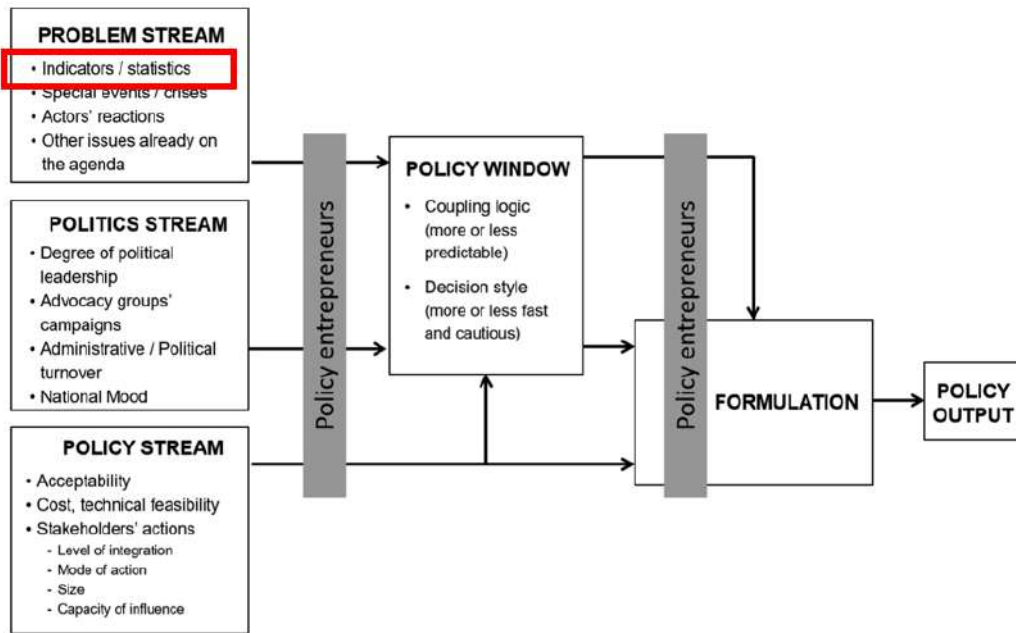 PROBLEM STREAM
• Indicators / statistics
• Special events / crises
• Actors' reactions
• Other issues already on
the agenda
POLITICS STREAM
• Degree of political
leadership
• Advocacy groups'
campaigns
• Administrative / Political
turnover
• National Mood
POLICY STREAM
• Acceptability
• Cost, technical feasibility
• Stakeholders' actions
- Level of integration
- Mode of action
- Size
- Capacity of influence
Policy entrepreneurs
POLICY WINDOW
• Coupling logic
(more or less
predictable)
• Decision style
(more or less fast
and cautious)
Policy entrepreneurs
FORMULATION
POLICY
OUTPUT